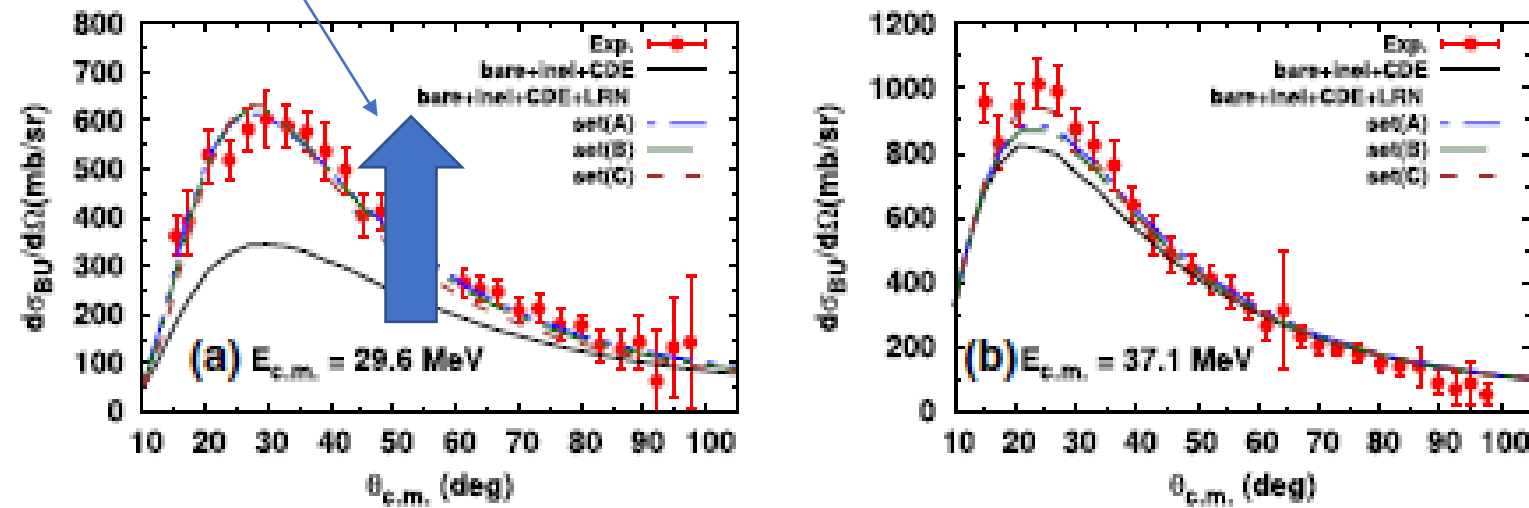 800
700
600
500
400
300
200
100
0
10 20 30 40 50 60 70 80 90 100
dσBU/dΩ(mb/sr)
θc.m. (deg)
Exp.
bare+inel+CDE
bare+inel+CDE+LRN
set(A)
set(B)
set(C)
(a) Ec.m. = 29.6 MeV
1200
1000
800
600
400
200
0
10 20 30 40 50 60 70 80 90 100
dσBU/dΩ(mb/sr)
θc.m. (deg)
Exp.
bare+inel+CDE
bare+inel+CDE+LRN
set(A)
set(B)
set(C)
(b) Ec.m. = 37.1 MeV